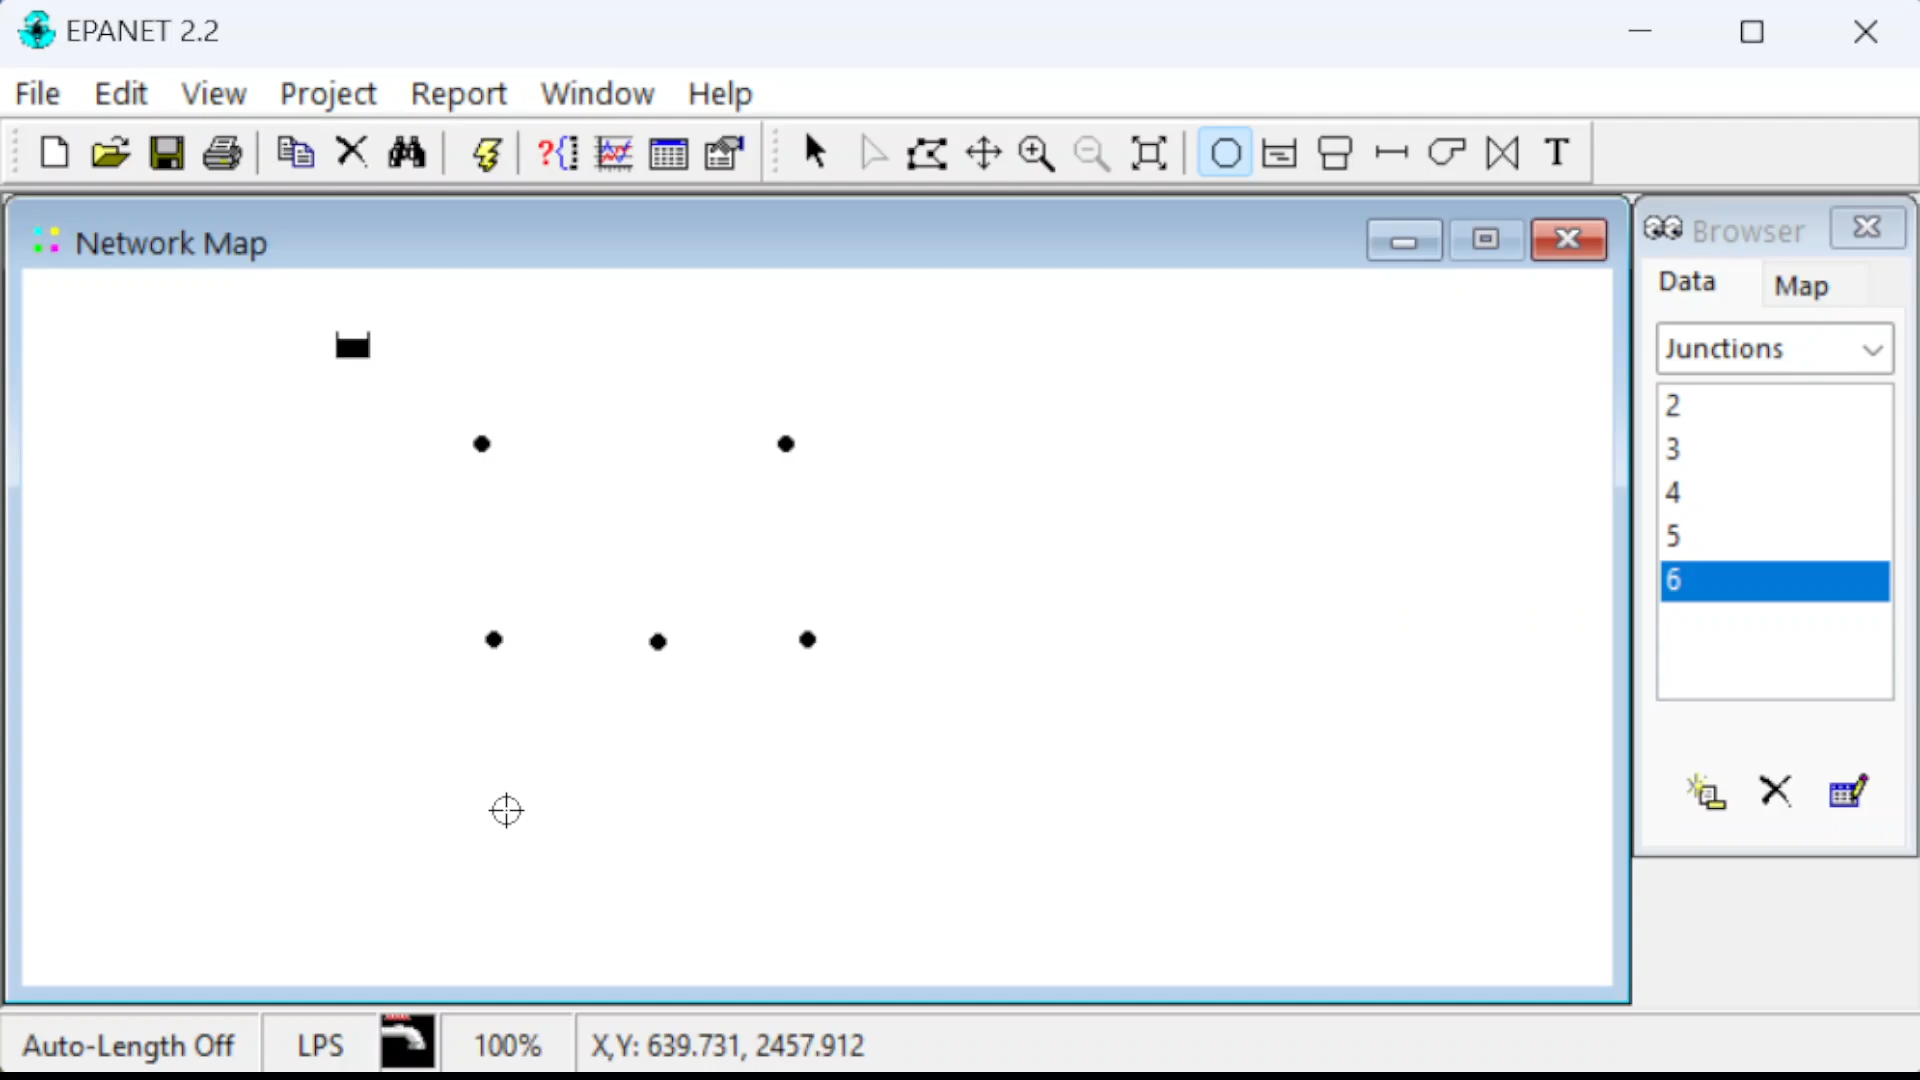 EPANET 2.2
File Edit View Project Report Window Help
?{}
T
Network Map
Browser
Data Map
Junctions
2
3
4
5
6
Auto-Length Off LPS 100% X,Y: 639.731, 2457.912